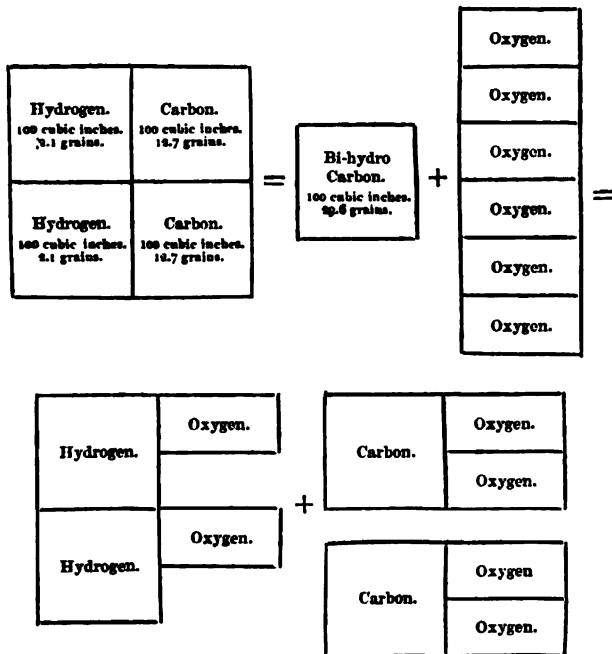 Hydrogen.
100 cubic inches.
2.1 grains.
Carbon.
100 cubic inches.
12.7 grains.
Hydrogen.
100 cubic inches.
2.1 grains.
Carbon.
100 cubic inches.
12.7 grains.
=
Bi-hydro
Carbon.
100 cubic inches.
29.6 grains.
+
Oxygen.
Oxygen.
Oxygen.
Oxygen.
Oxygen.
Oxygen.
=
Hydrogen.
Oxygen.
Hydrogen.
Oxygen.
+
Carbon.
Oxygen.
Oxygen.
Carbon.
Oxygen
Oxygen.